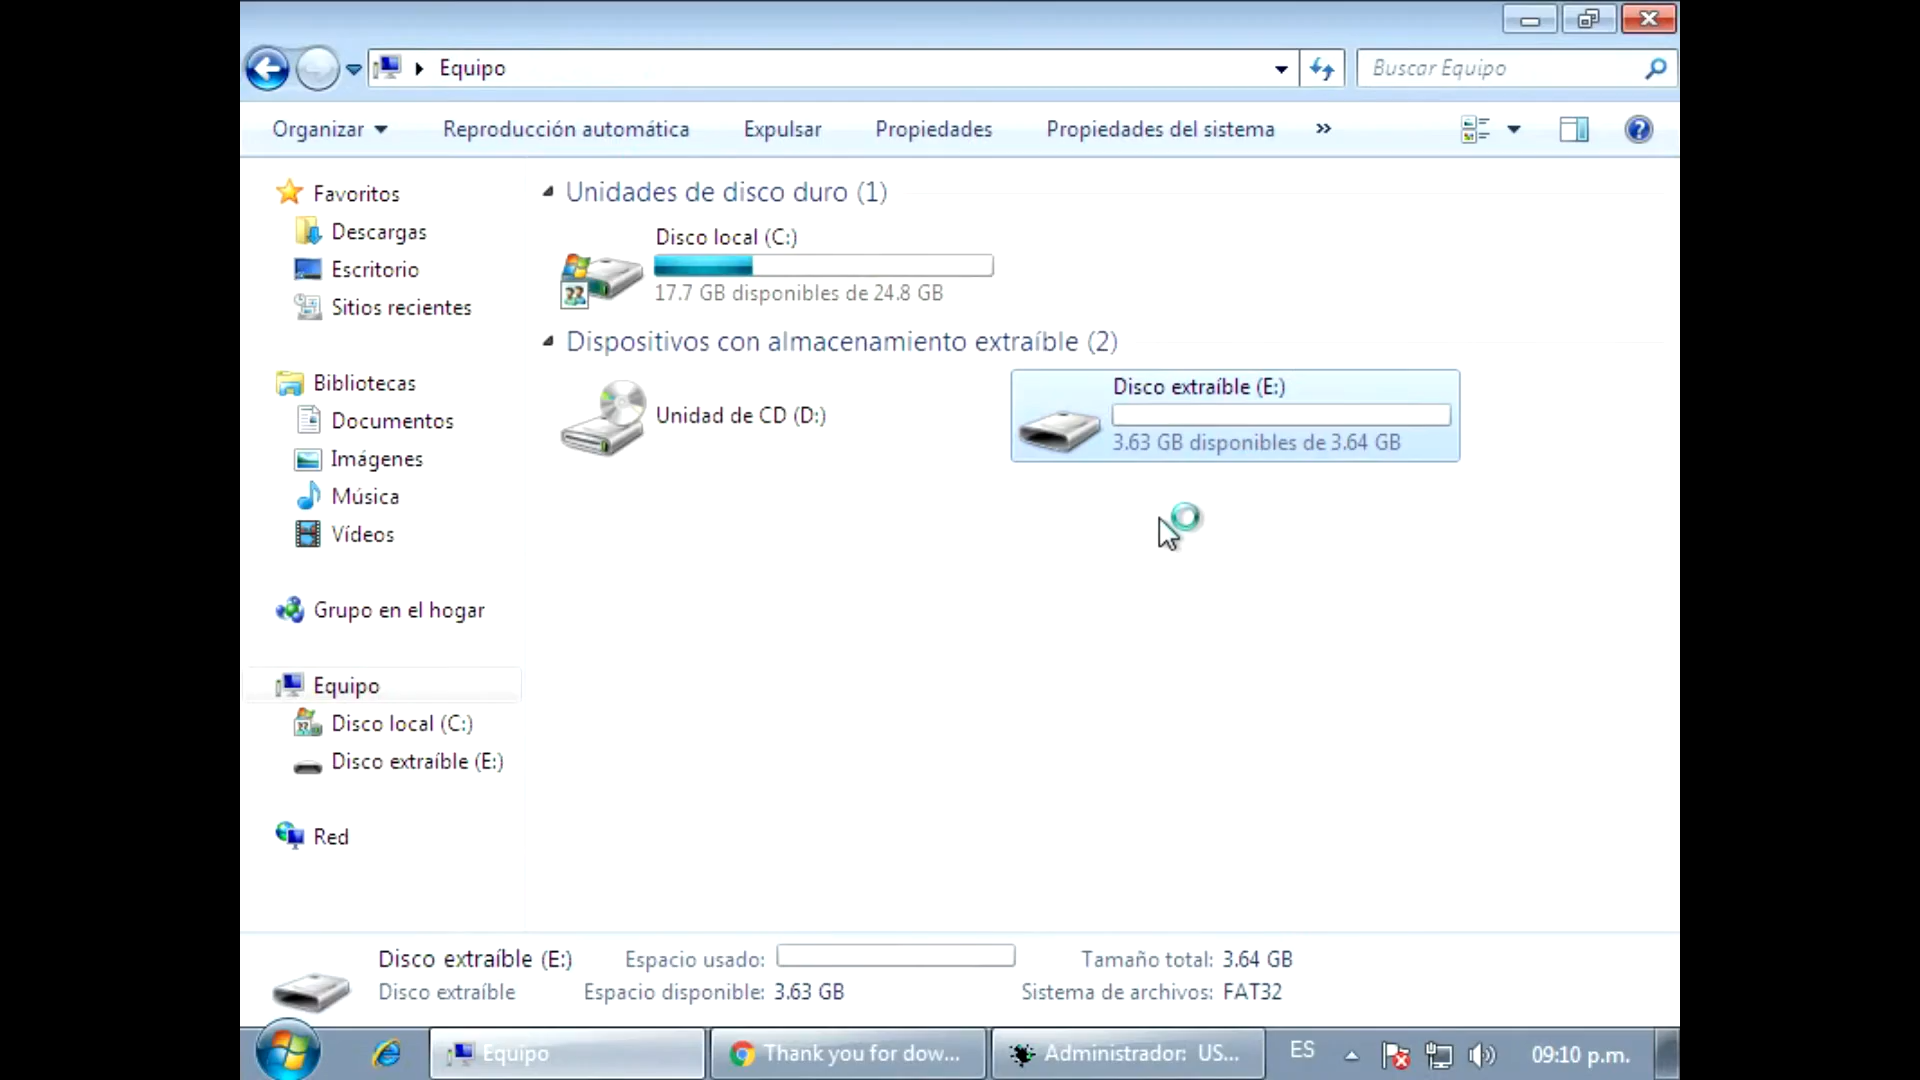 Equipo
Buscar Equipo
Organizar
Reproducción automática
Expulsar
Propiedades
Propiedades del sistema
»
Favoritos
Descargas
Escritorio
Sitios recientes
Bibliotecas
Documentos
Imágenes
Música
Vídeos
Grupo en el hogar
Equipo
Disco local (C:)
Disco extraíble (E:)
Red
Unidades de disco duro (1)
Disco local (C:)
17.7 GB disponibles de 24.8 GB
Dispositivos con almacenamiento extraíble (2)
Unidad de CD (D:)
Disco extraíble (E:)
3.63 GB disponibles de 3.64 GB
Disco extraíble (E:) Espacio usado: Tamaño total: 3.64 GB
Disco extraíble Espacio disponible: 3.63 GB Sistema de archivos: FAT32
Equipo
Thank you for dow...
Administrador: US...
ES
09:10 p.m.